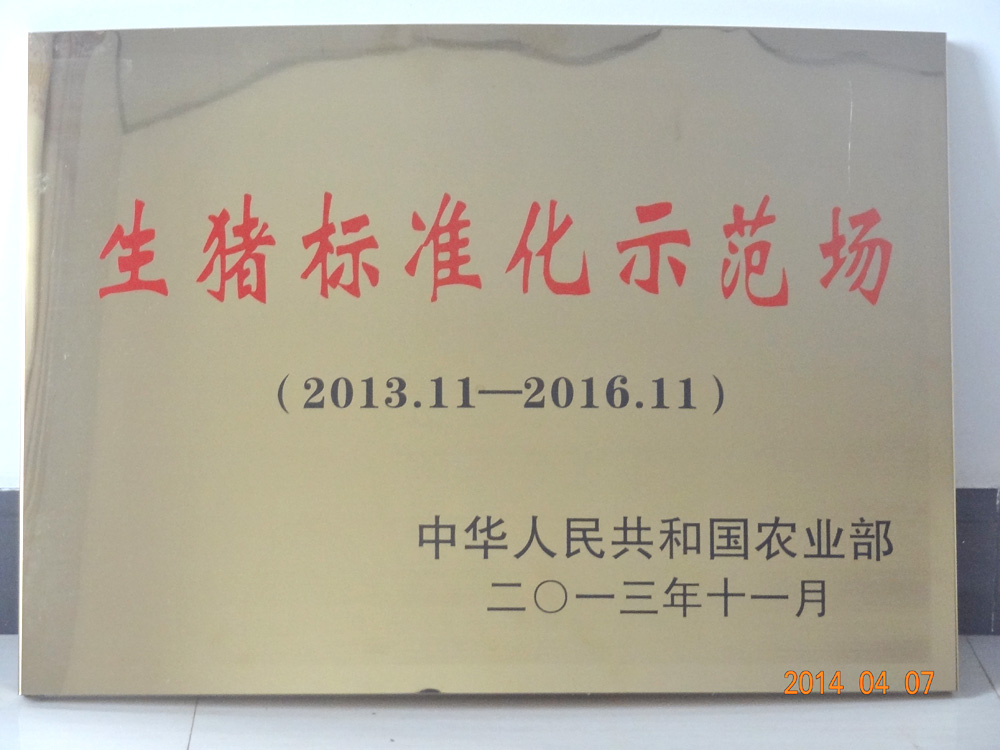 生猪标准化示范场
（2013.11—2016.11）
中华人民共和国农业部
二〇一三年十一月
2014 04 07